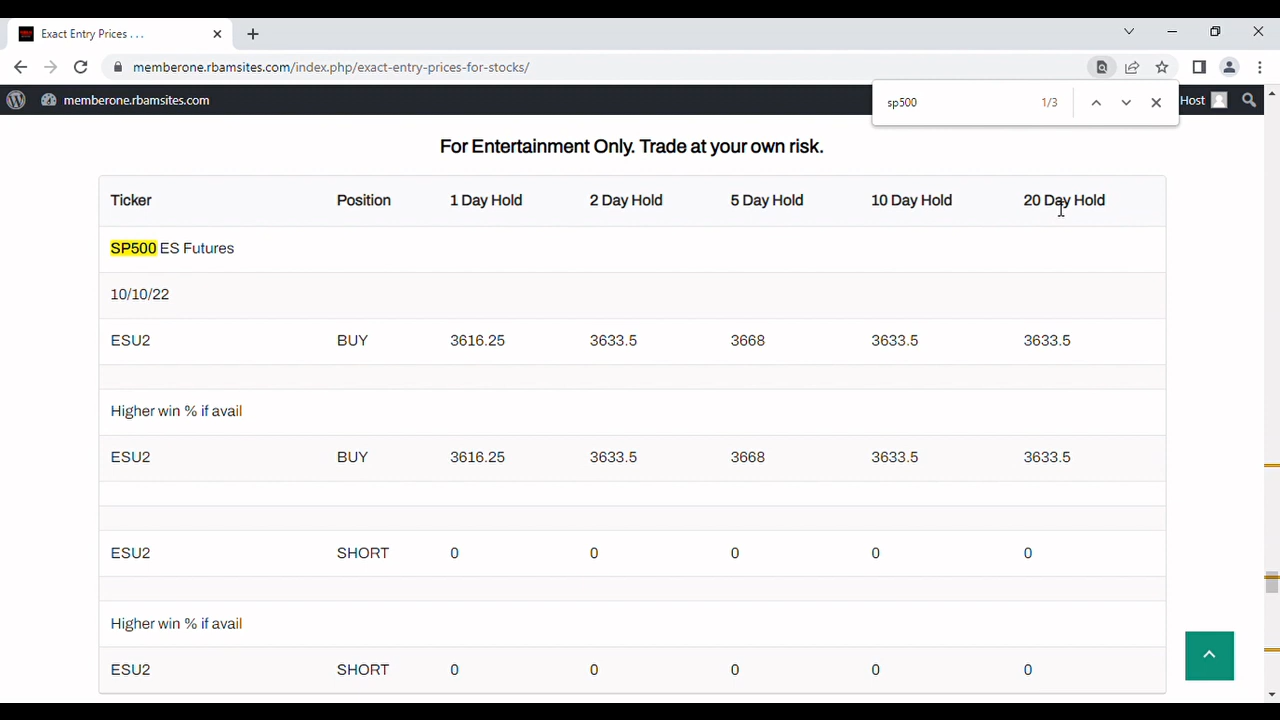 Exact Entry Prices . . .
memberone.rbamsites.com/index.php/exact-entry-prices-for-stocks/
memberone.rbamsites.com
sp500 1/3
Host
For Entertainment Only. Trade at your own risk.
Ticker Position 1 Day Hold 2 Day Hold 5 Day Hold 10 Day Hold 20 Day Hold
SP500 ES Futures
10/10/22
ESU2 BUY 3616.25 3633.5 3668 3633.5 3633.5
Higher win % if avail
ESU2 BUY 3616.25 3633.5 3668 3633.5 3633.5
ESU2 SHORT 0 0 0 0 0
Higher win % if avail
ESU2 SHORT 0 0 0 0 0